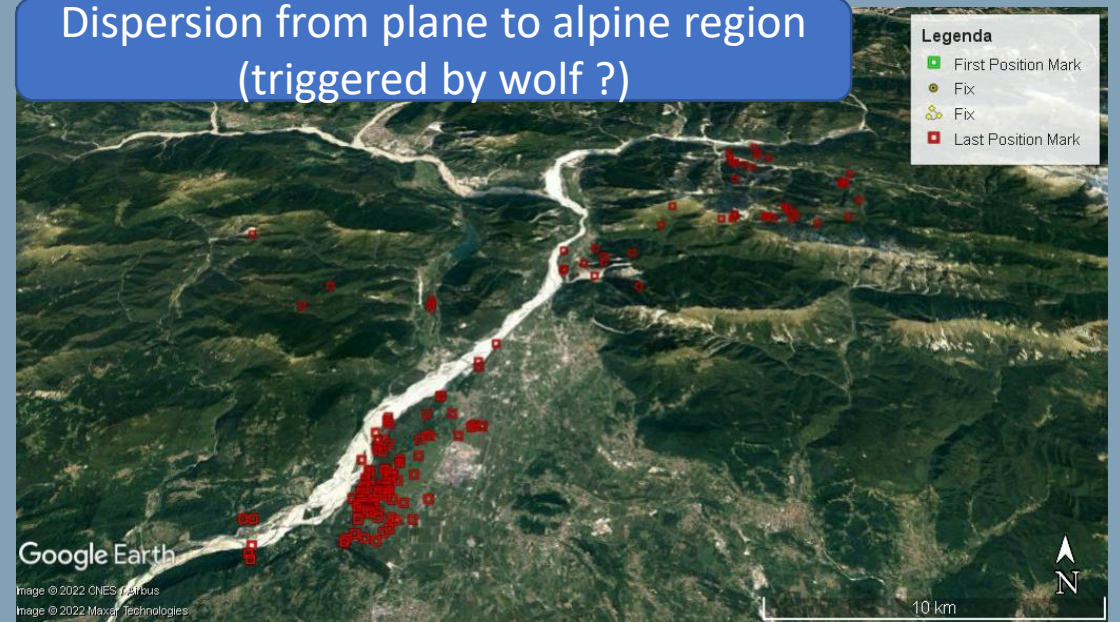 Dispersion from plane to alpine region
(triggered by wolf ?)
Legenda
First Position Mark
Fix
Fix
Last Position Mark
Google Earth
Image © 2022 CNES / Airbus
Image © 2022 Maxar Technologies
N
10 km